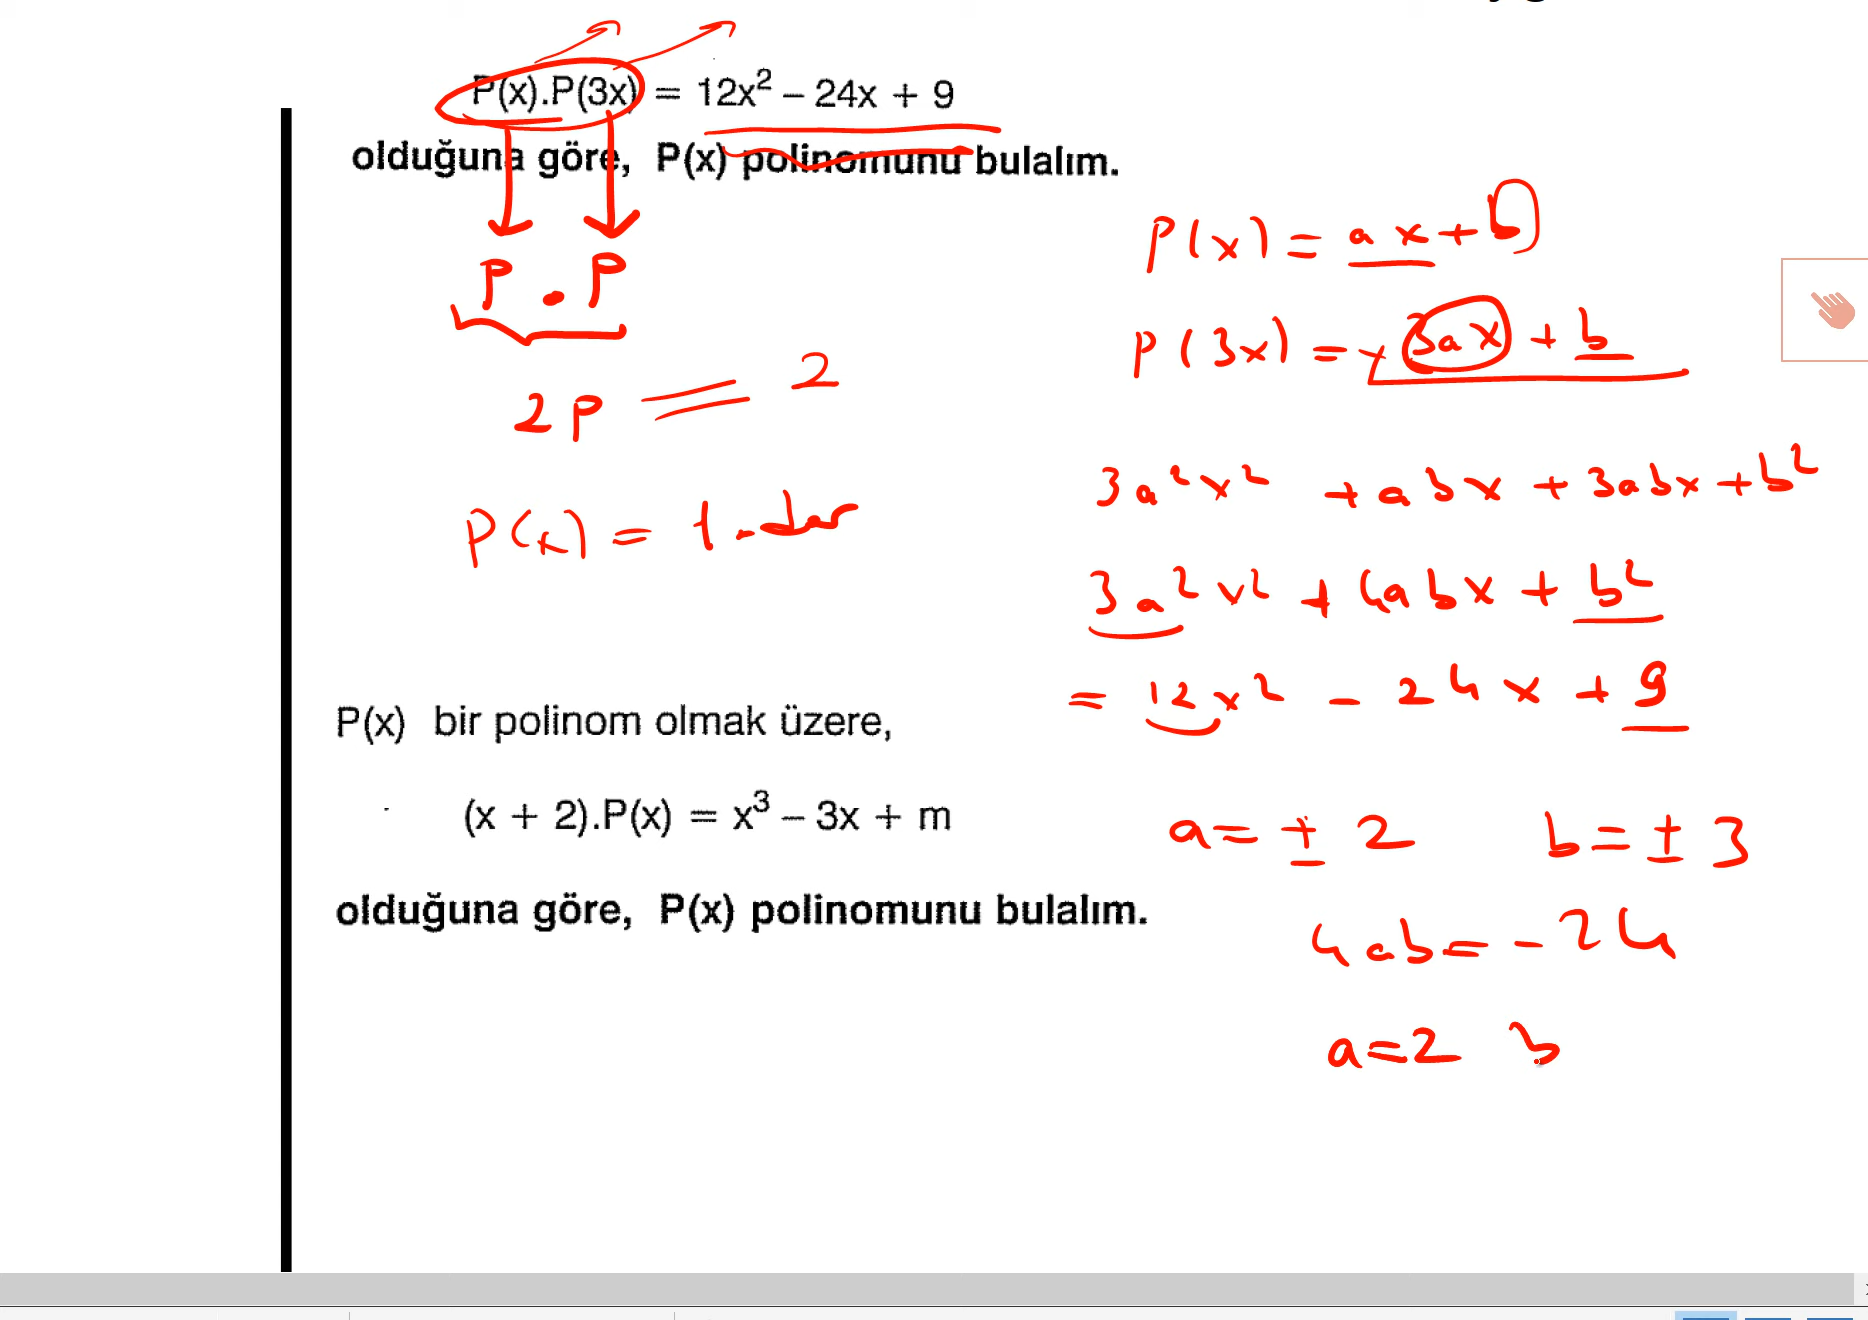 P(x).P(3x) = 12x² – 24x + 9
olduğuna göre, P(x) polinomunu bulalım.
P . P
2P = 2
P(x) = 1.der
P(x) = ax + b
P(3x) = 3ax + b
3a²x² + abx + 3abx + b²
3a²x² + 4abx + b²
= 12x² - 24x + 9
a = ± 2 b = ± 3
4ab = -24
a = 2 b
P(x) bir polinom olmak üzere,
(x + 2).P(x) = x³ – 3x + m
olduğuna göre, P(x) polinomunu bulalım.